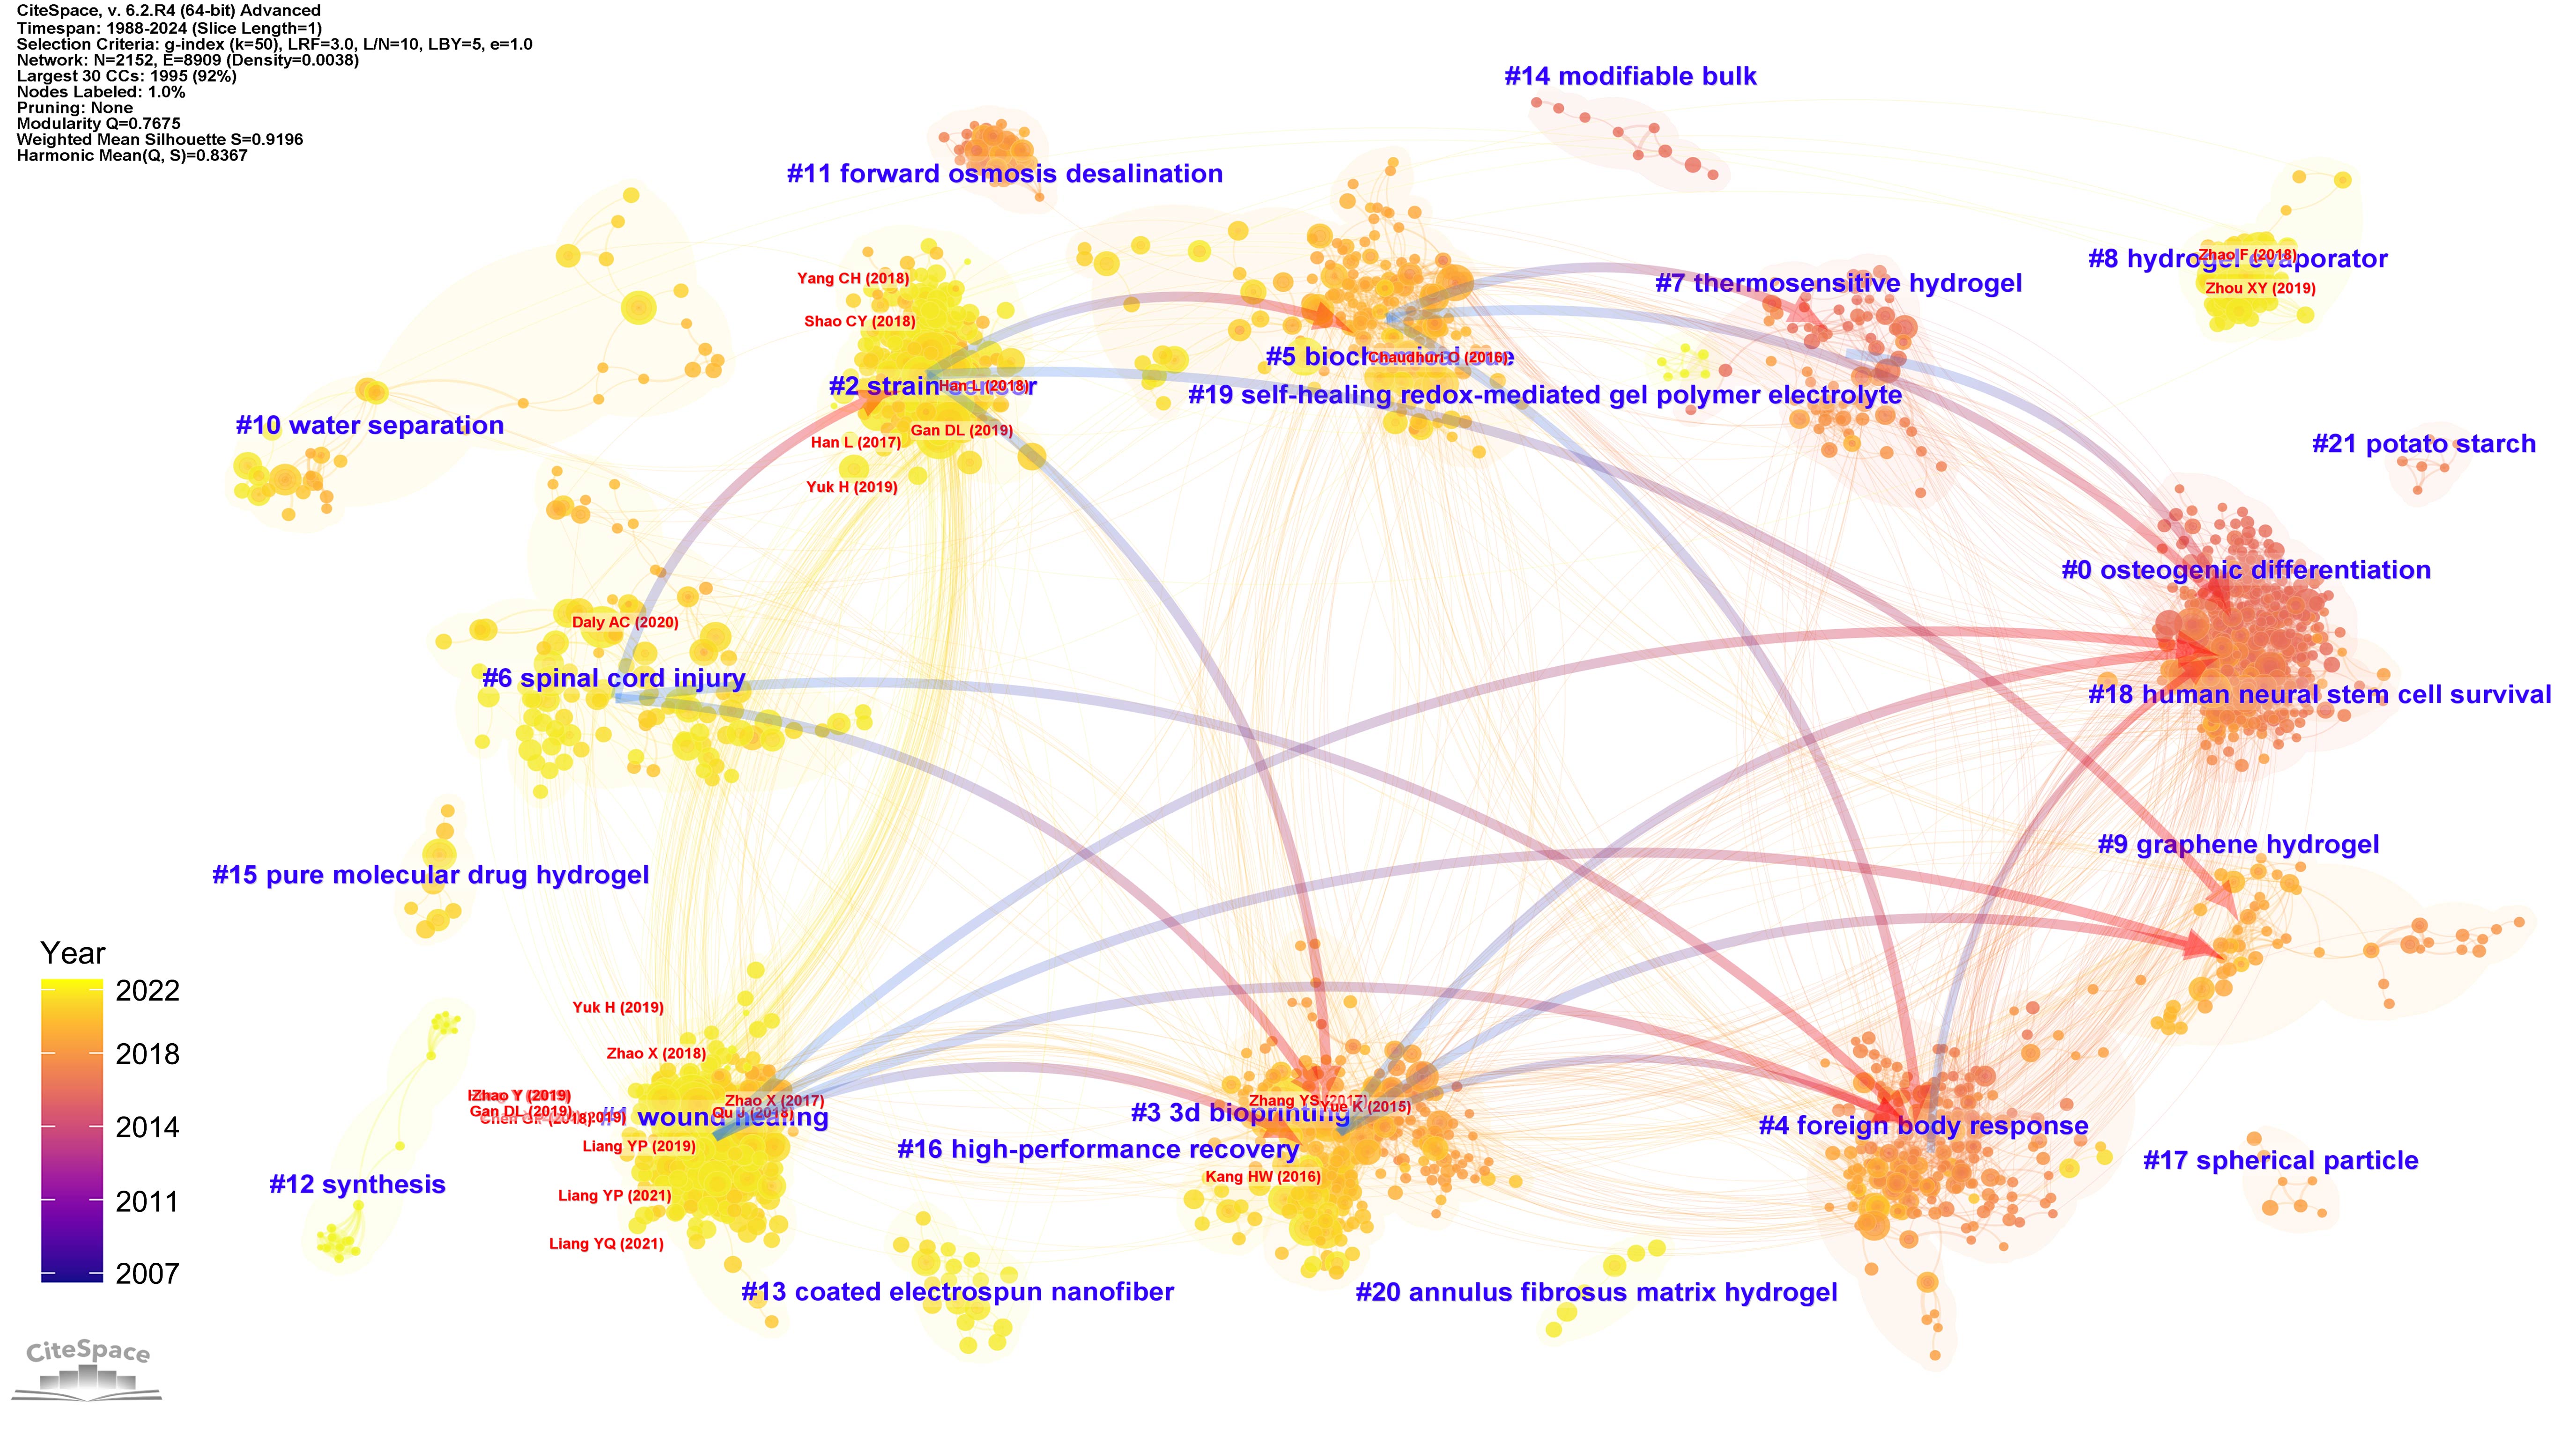 CiteSpace, v. 6.2.R4 (64-bit) Advanced
Timespan: 1988-2024 (Slice Length=1)
Selection Criteria: g-index (k=50), LRF=3.0, L/N=10, LBY=5, e=1.0
Network: N=2152, E=8909 (Density=0.0038)
Largest 30 CCs: 1995 (92%)
Nodes Labeled: 1.0%
Pruning: None
Modularity Q=0.7675
Weighted Mean Silhouette S=0.9196
Harmonic Mean(Q, S)=0.8367
#14 modifiable bulk
#11 forward osmosis desalination
Zhao F (2018)
#8 hydrogel evaporator
Yang CH (2018)
#7 thermosensitive hydrogel
Zhou XY (2019)
Shao CY (2018)
#5
Chaudhuri O (2016)
#2 strain sensor
Han L (2018)
#19 self-healing redox-mediated gel polymer electrolyte
#10 water separation
Gan DL (2019)
Han L (2017)
#21 potato starch
Yuk H (2019)
#0 osteogenic differentiation
Daly AC (2020)
#6 spinal cord injury
#18 human neural stem cell survival
#9 graphene hydrogel
#15 pure molecular drug hydrogel
Year
2022
2018
2014
2011
2007
Yuk H (2019)
Zhao X (2018)
Zhao Y (2019)
Zhao X (2017)
Zhang YS (2017)
Yue K (2015)
Gan DL (2019)
#1 wound healing
#3 3d bioprinting
#4 foreign body response
Liang YP (2019)
#16 high-performance recovery
#17 spherical particle
Kang HW (2016)
#12 synthesis
Liang YP (2021)
Liang YQ (2021)
#13 coated electrospun nanofiber
#20 annulus fibrosus matrix hydrogel
CiteSpace